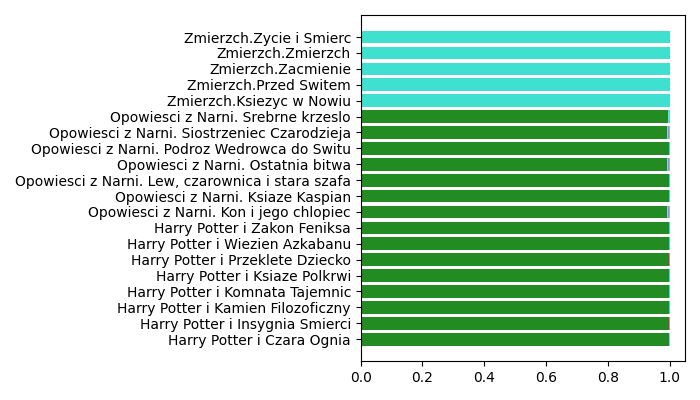 Zmierzch.Zycie i Smierc
Zmierzch.Zmierzch
Zmierzch.Zacmienie
Zmierzch.Przed Switem
Zmierzch.Ksiezyc w Nowiu
Opowiesci z Narni. Srebrne krzeslo
Opowiesci z Narni. Siostrzeniec Czarodzieja
Opowiesci z Narni. Podroz Wedrowca do Switu
Opowiesci z Narni. Ostatnia bitwa
Opowiesci z Narni. Lew, czarownica i stara szafa
Opowiesci z Narni. Ksiaze Kaspian
Opowiesci z Narni. Kon i jego chlopiec
Harry Potter i Zakon Feniksa
Harry Potter i Wiezien Azkabanu
Harry Potter i Przeklete Dziecko
Harry Potter i Ksiaze Polkrwi
Harry Potter i Komnata Tajemnic
Harry Potter i Kamien Filozoficzny
Harry Potter i Insygnia Smierci
Harry Potter i Czara Ognia
0.0 0.2 0.4 0.6 0.8 1.0